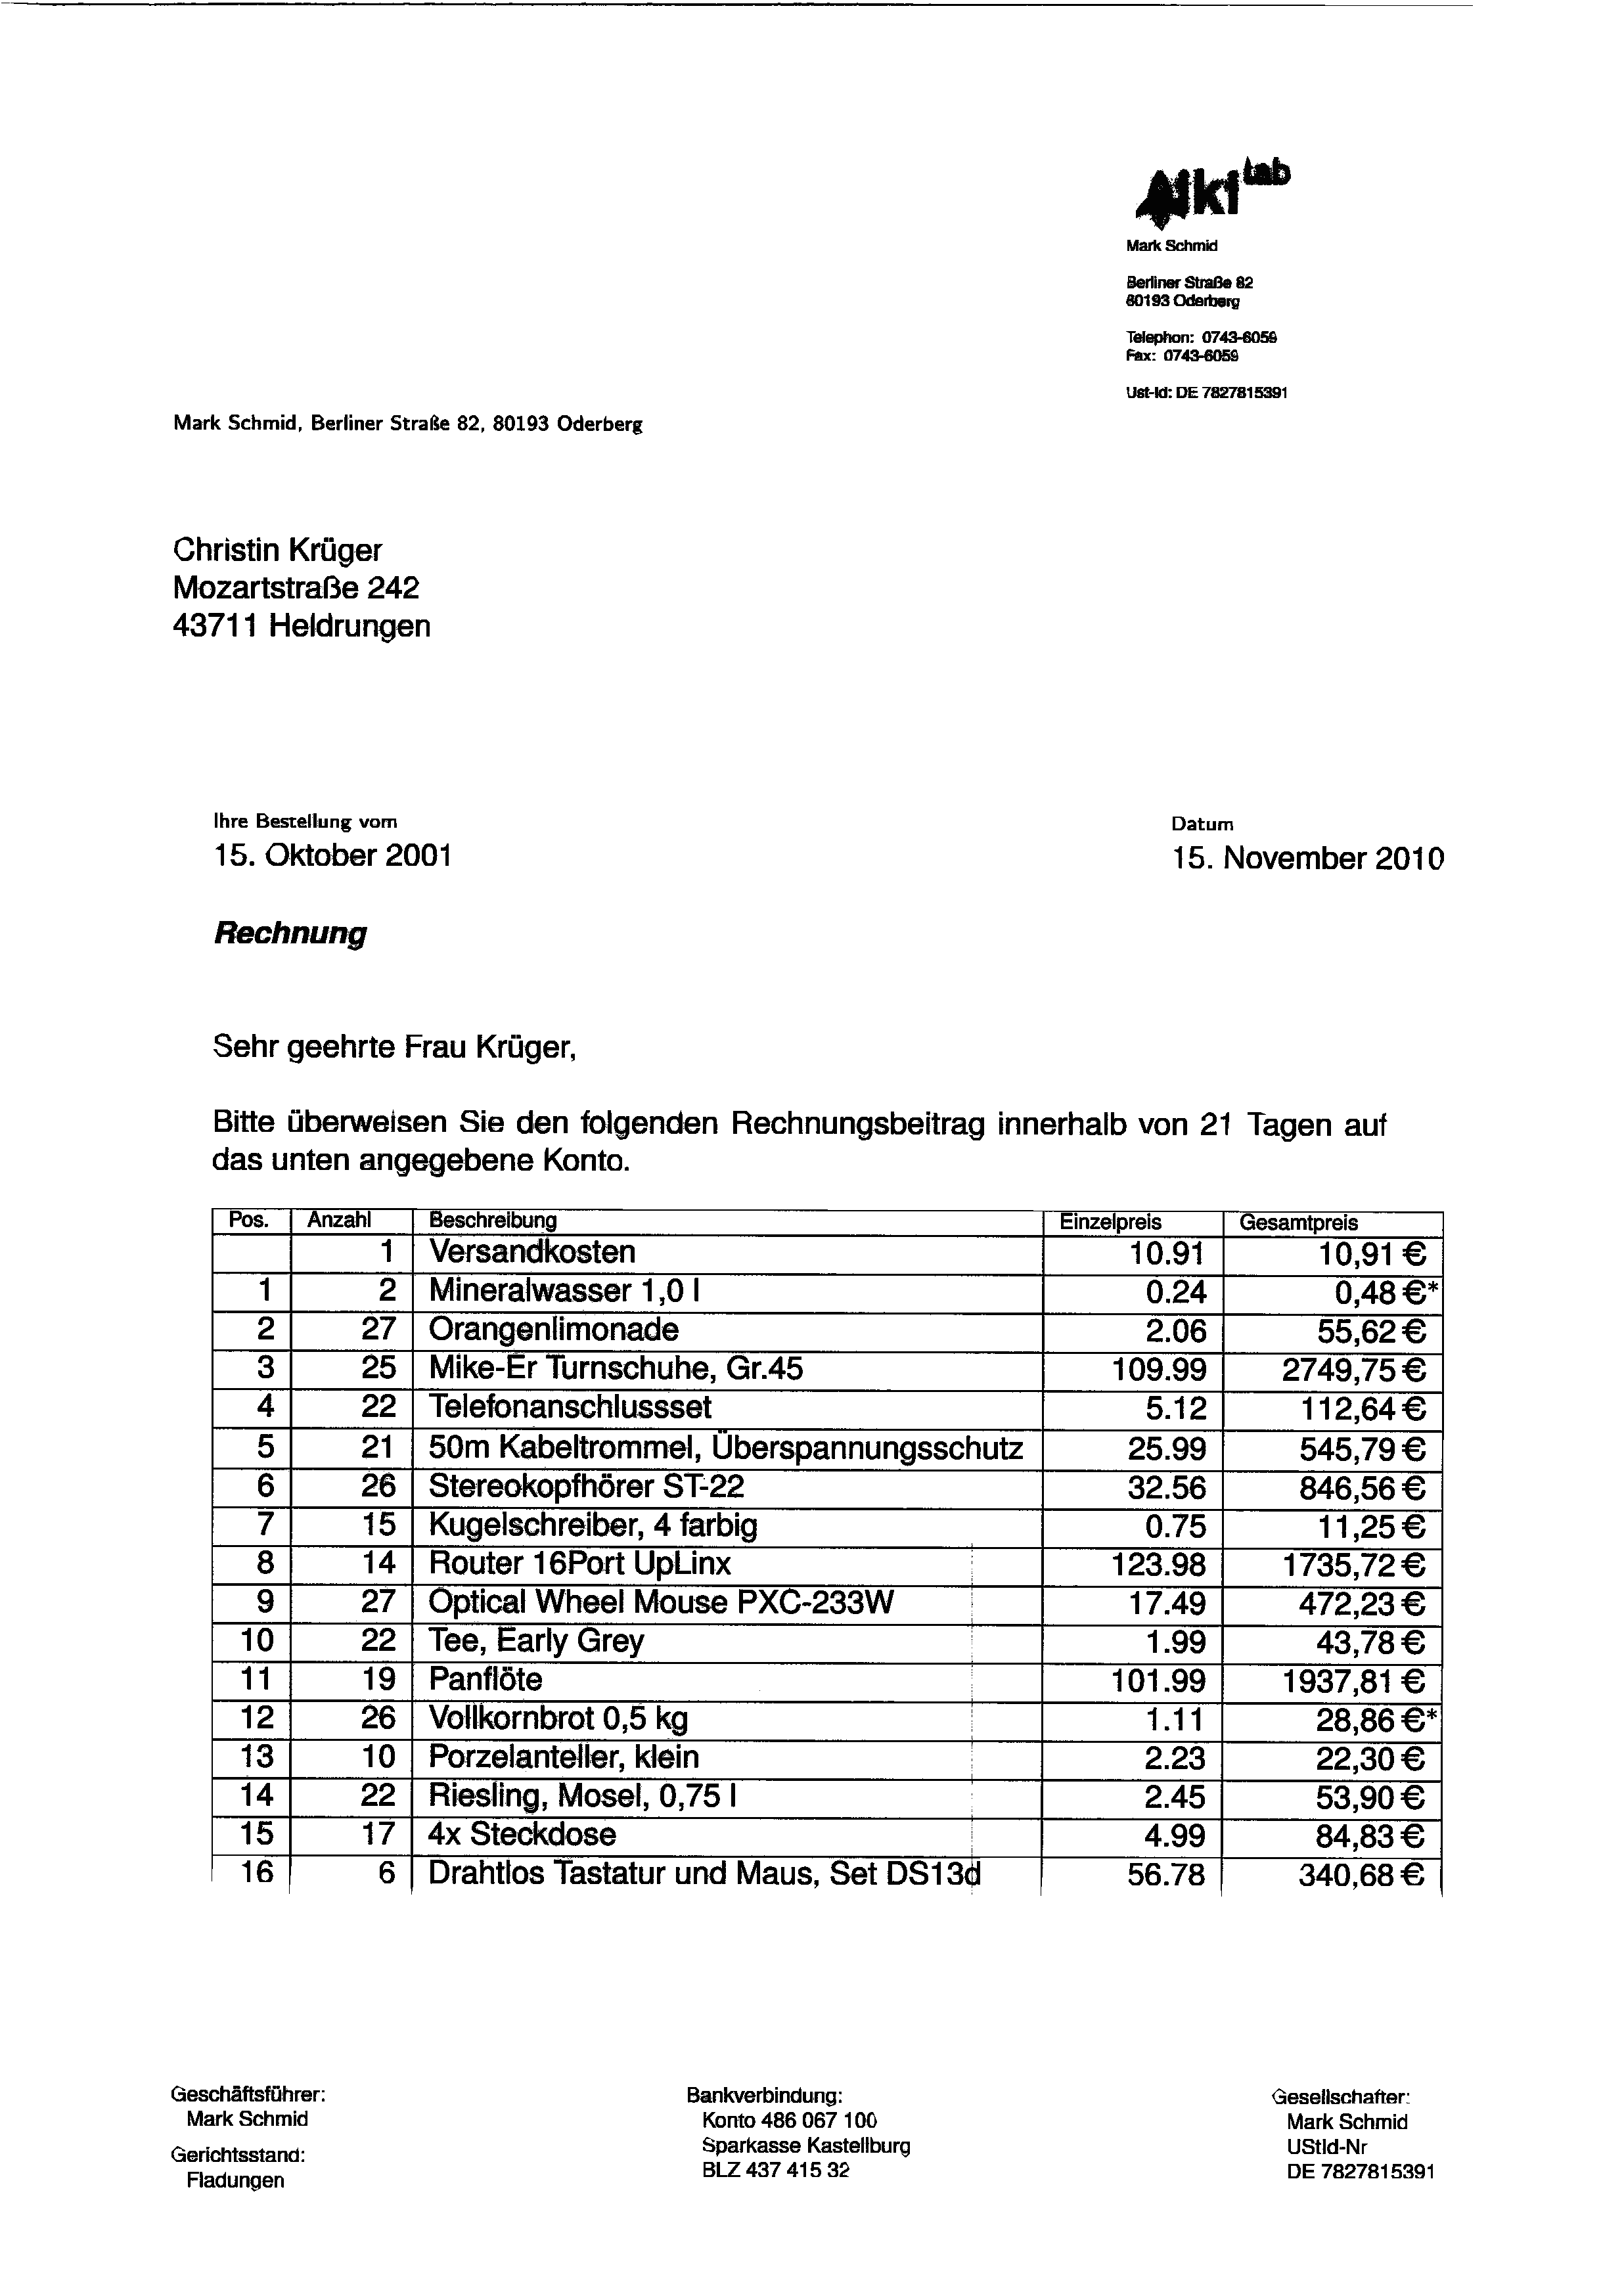 Aiki Lab
Mark Schmid
Berliner Straße 82
80193 Oderberg
Telephon: 0743-6059
Fax: 0743-6059
Ust-Id: DE 7827815391
Mark Schmid, Berliner Straße 82, 80193 Oderberg
Christin Krüger
Mozartstraße 242
43711 Heldrungen
Ihre Bestellung vom Datum
15. Oktober 2001 15. November 2010
Rechnung
Sehr geehrte Frau Krüger,
Bitte überweisen Sie den folgenden Rechnungsbeitrag innerhalb von 21 Tagen auf
das unten angegebene Konto.
Pos. Anzahl Beschreibung Einzelpreis Gesamtpreis
1 Versandkosten 10.91 10,91 €
1 2 Mineralwasser 1,0 l 0.24 0,48 €*
2 27 Orangenlimonade 2.06 55,62 €
3 25 Mike-Er Turnschuhe, Gr.45 109.99 2749,75 €
4 22 Telefonanschlussset 5.12 112,64 €
5 21 50m Kabeltrommel, Überspannungsschutz 25.99 545,79 €
6 26 Stereokopfhörer ST-22 32.56 846,56 €
7 15 Kugelschreiber, 4 farbig 0.75 11,25 €
8 14 Router 16Port UpLinx 123.98 1735,72 €
9 27 Optical Wheel Mouse PXC-233W 17.49 472,23 €
10 22 Tee, Early Grey 1.99 43,78 €
11 19 Panflöte 101.99 1937,81 €
12 26 Vollkornbrot 0,5 kg 1.11 28,86 €*
13 10 Porzelanteller, klein 2.23 22,30 €
14 22 Riesling, Mosel, 0,75 l 2.45 53,90 €
15 17 4x Steckdose 4.99 84,83 €
16 6 Drahtlos Tastatur und Maus, Set DS13d 56.78 340,68 €
Geschäftsführer:
Mark Schmid
Gerichtsstand:
Fladungen
Bankverbindung:
Konto 486 067 100
Sparkasse Kastellburg
BLZ 437 415 32
Gesellschafter:
Mark Schmid
UStId-Nr
DE 7827815391